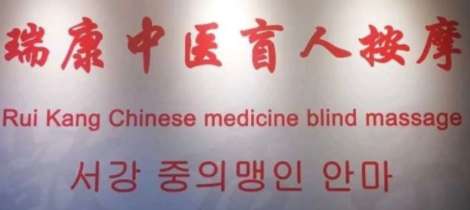 瑞康中医盲人按摩
Rui Kang Chinese medicine blind massage
서강 중의맹인 안마